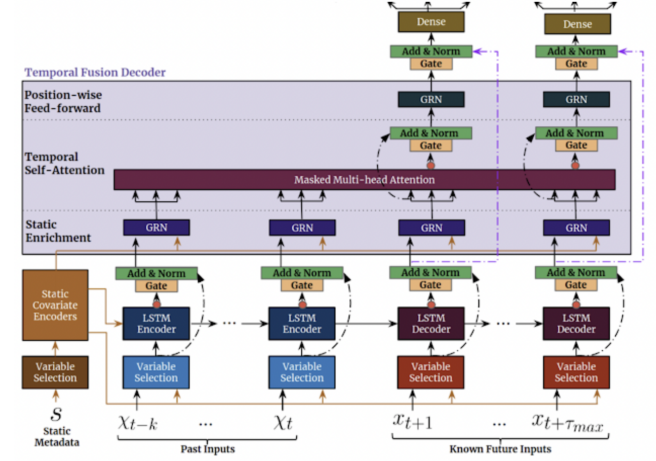 Dense Dense
Add & Norm Add & Norm
Gate Gate
Temporal Fusion Decoder
Position-wise
Feed-forward
GRN GRN
Add & Norm Add & Norm
Gate Gate
Temporal
Self-Attention
Masked Multi-head Attention
Static
Enrichment
GRN GRN GRN GRN
Add & Norm Add & Norm Add & Norm Add & Norm
Gate Gate Gate Gate
Static
Covariate
Encoders
LSTM
Encoder
... LSTM
Encoder
LSTM
Decoder
... LSTM
Decoder
Variable
Selection
Variable
Selection
Variable
Selection
Variable
Selection
Variable
Selection
s χt−k ... χt xt+1 ... xt+τmax
Static
Metadata
Past Inputs Known Future Inputs